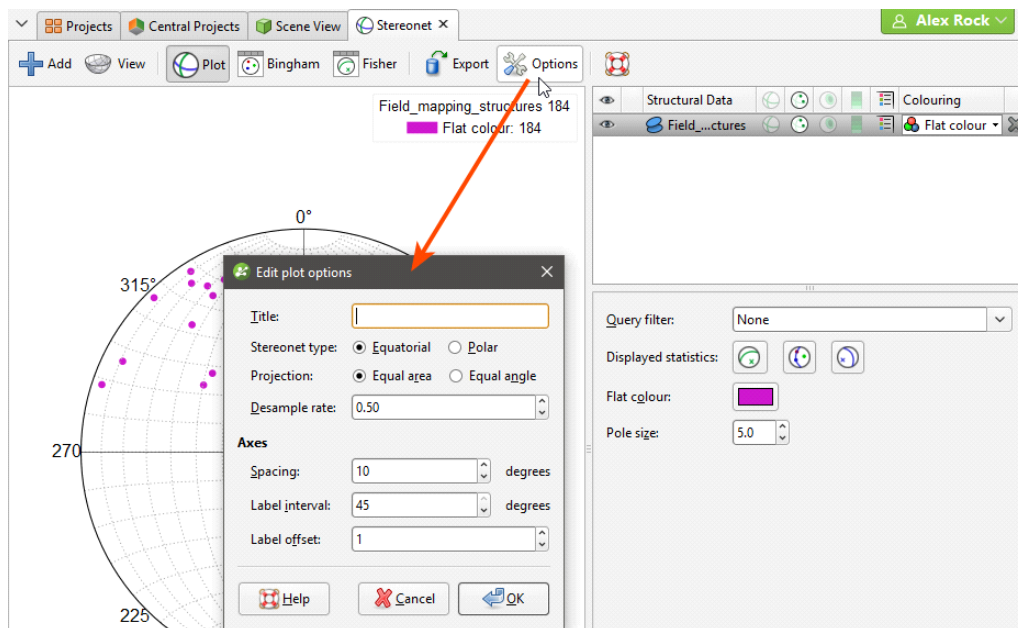 Projects Central Projects Scene View Stereonet × Alex Rock
Add View Plot Bingham Fisher Export Options
Field_mapping_structures 184
Flat colour: 184
Structural Data Colouring
Field_...ctures Flat colour
0°
315°
270
225
Edit plot options
Title:
Stereonet type: Equatorial Polar
Projection: Equal area Equal angle
Desample rate: 0.50
Axes
Spacing: 10 degrees
Label interval: 45 degrees
Label offset: 1
Help Cancel OK
Query filter: None
Displayed statistics:
Flat colour:
Pole size: 5.0